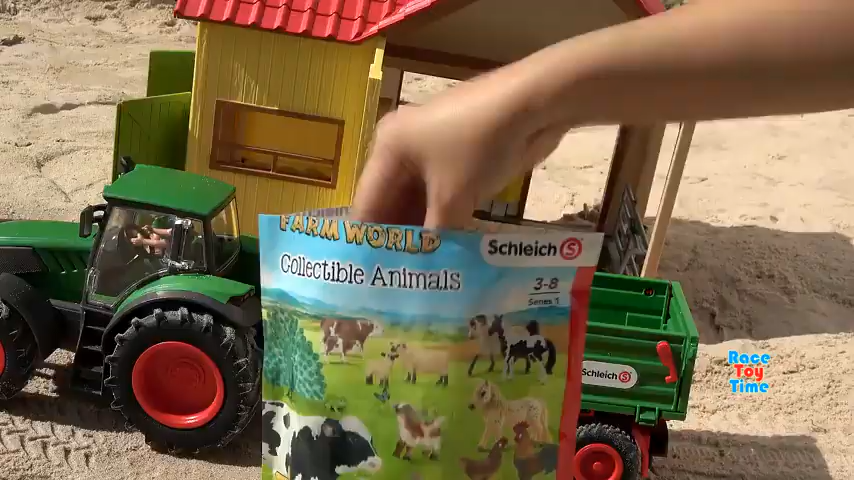 FARM WORLD
Schleich S
Collectible Animals
3-8
Series 1
Schleich S
Race
Toy
Time